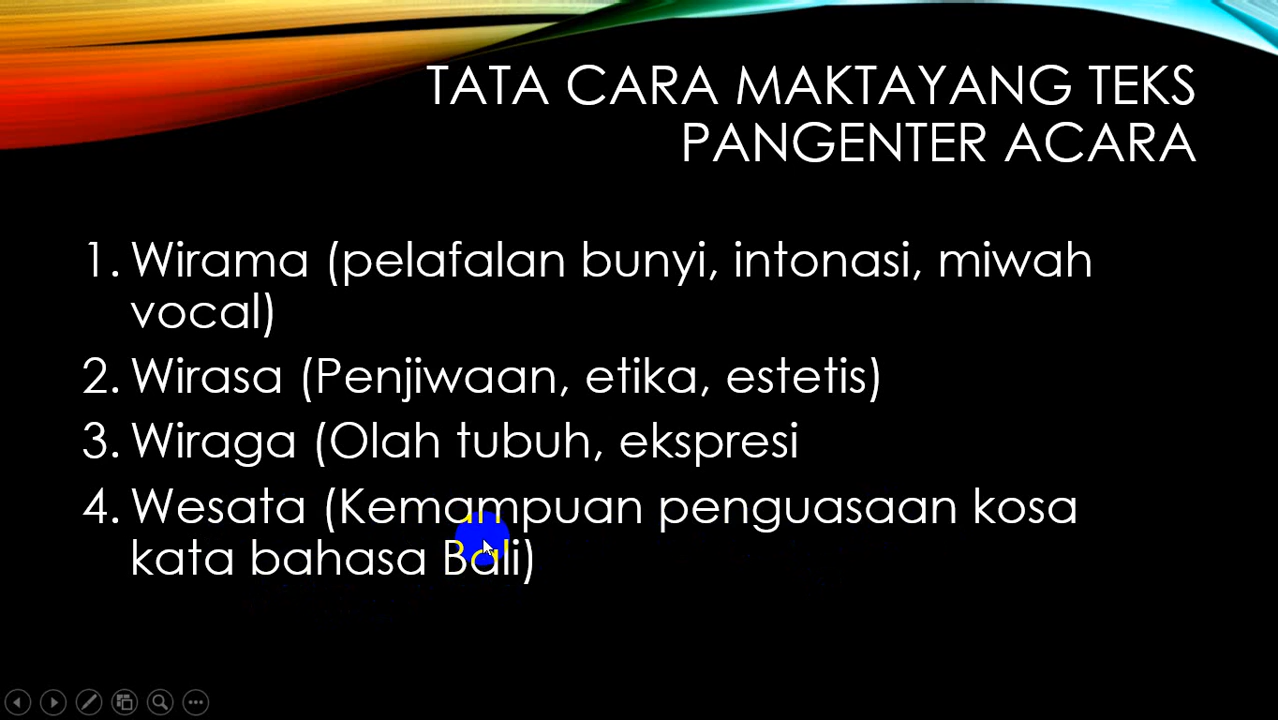 TATA CARA MAKTAYANG TEKS
PANGENTER ACARA
1. Wirama (pelafalan bunyi, intonasi, miwah
vocal)
2. Wirasa (Penjiwaan, etika, estetis)
3. Wiraga (Olah tubuh, ekspresi
4. Wesata (Kemampuan penguasaan kosa
kata bahasa Bali)